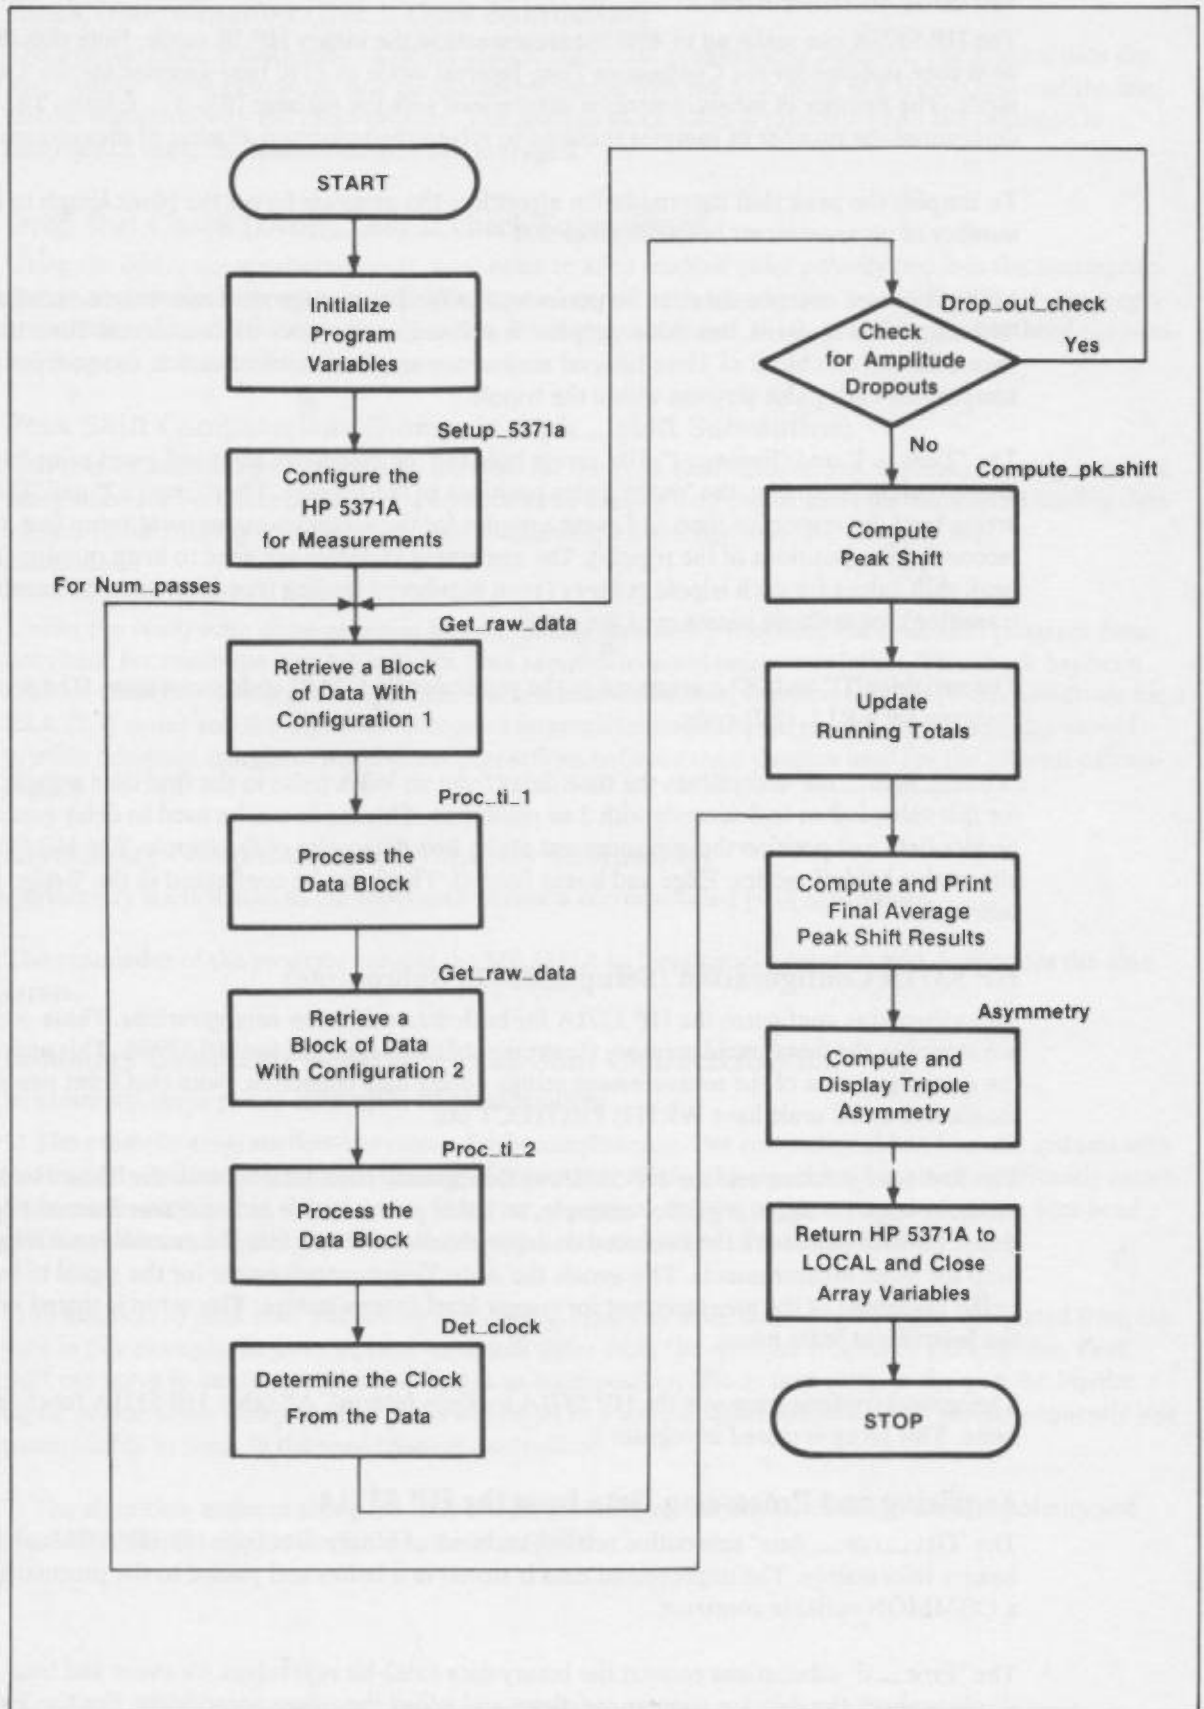 START
Initialize
Program
Variables
Setup_5371a
Configure the
HP 5371A
for Measurements
For Num_passes
Get_raw_data
Retrieve a Block
of Data With
Configuration 1
Proc_ti_1
Process the
Data Block
Get_raw_data
Retrieve a
Block of Data
With Configuration 2
Proc_ti_2
Process the
Data Block
Det_clock
Determine the Clock
From the Data
Drop_out_check
Check
for Amplitude
Dropouts
Yes
No
Compute_pk_shift
Compute
Peak Shift
Update
Running Totals
Compute and Print
Final Average
Peak Shift Results
Asymmetry
Compute and
Display Tripole
Asymmetry
Return HP 5371A to
LOCAL and Close
Array Variables
STOP